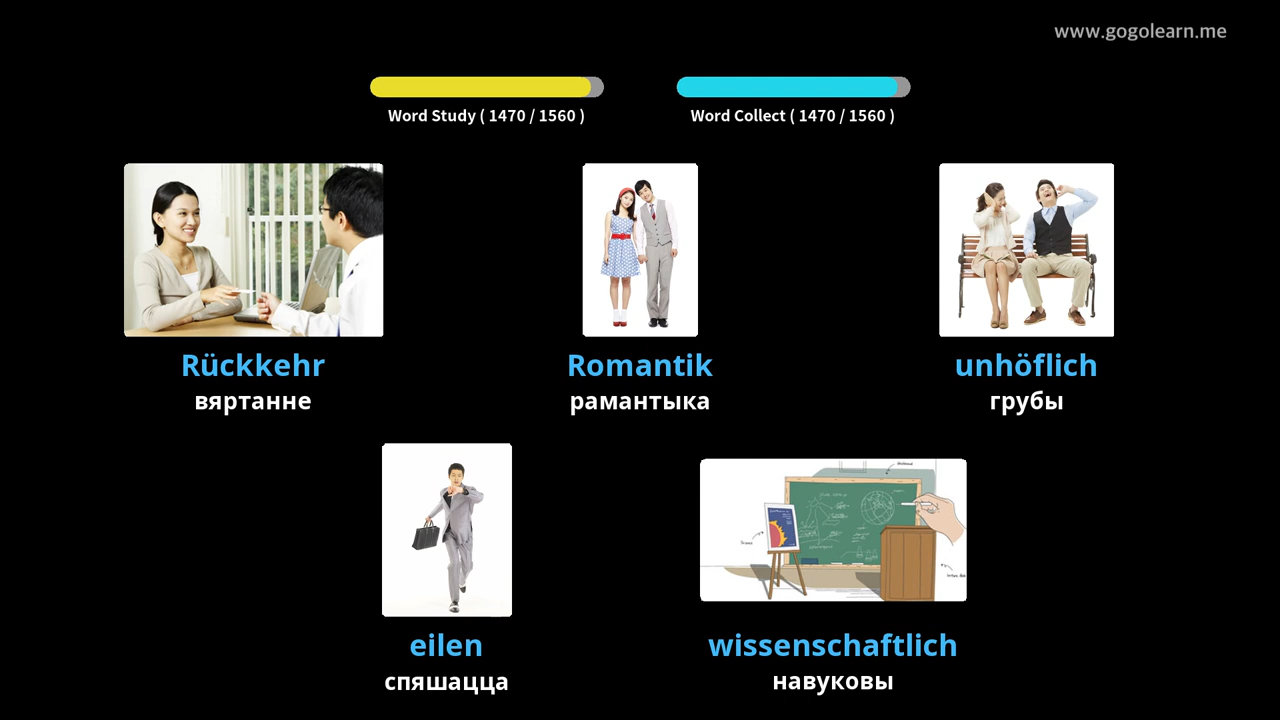 www.gogolearn.me
Word Study ( 1470 / 1560 )
Word Collect ( 1470 / 1560 )
Rückkehr
вяртанне
Romantik
рамантыка
unhöflich
грубы
eilen
спяшацца
wissenschaftlich
навуковы